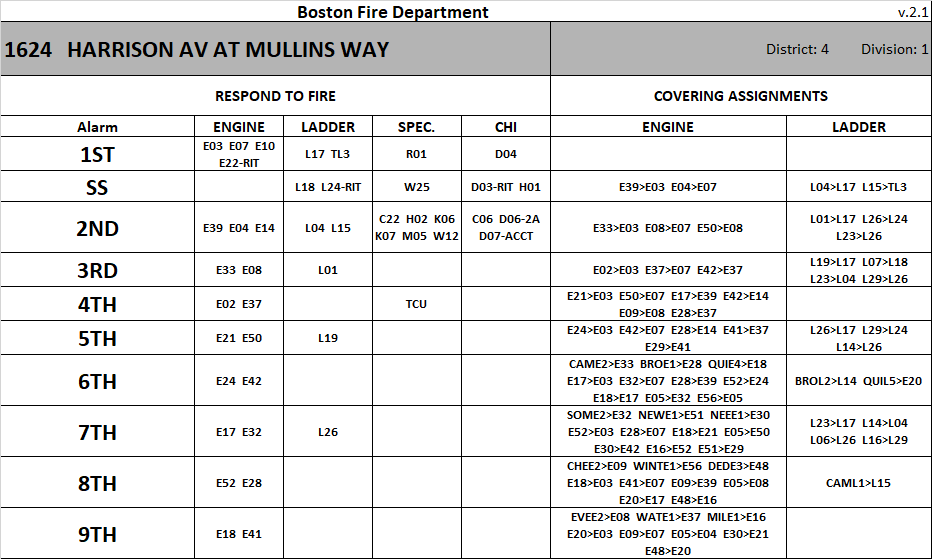 Boston Fire Department v.2.1
1624 HARRISON AV AT MULLINS WAY District: 4 Division: 1
RESPOND TO FIRE COVERING ASSIGNMENTS
Alarm ENGINE LADDER SPEC. CHI ENGINE LADDER
1ST
E03 E07 E10
E22-RIT
L17 TL3
R01
D04
SS
L18 L24-RIT
W25
D03-RIT H01
E39>E03 E04>E07
L04>L17 L15>TL3
2ND
E39 E04 E14
L04 L15
C22 H02 K06
K07 M05 W12
C06 D06-2A
D07-ACCT
E33>E03 E08>E07 E50>E08
L01>L17 L26>L24
L23>L26
3RD
E33 E08
L01
E02>E03 E37>E07 E42>E37
L19>L17 L07>L18
L23>L04 L29>L26
4TH
E02 E37
TCU
E21>E03 E50>E07 E17>E39 E42>E14
E09>E08 E28>E37
5TH
E21 E50
L19
E24>E03 E42>E07 E28>E14 E41>E37
E29>E41
L26>L17 L29>L24
L14>L26
6TH
E24 E42
CAME2>E33 BROE1>E28 QUIE4>E18
E17>E03 E32>E07 E28>E39 E52>E24
E18>E17 E05>E32 E56>E05
BROL2>L14 QUIL5>E20
7TH
E17 E32
L26
SOME2>E32 NEWE1>E51 NEEE1>E30
E52>E03 E28>E07 E18>E21 E05>E50
E30>E42 E16>E52 E51>E29
L23>L17 L14>L04
L06>L26 L16>L29
8TH
E52 E28
CHEE2>E09 WINTE1>E56 DEDE3>E48
E18>E03 E41>E07 E09>E39 E05>E08
E20>E17 E48>E16
CAML1>L15
9TH
E18 E41
EVEE2>E08 WATE1>E37 MILE1>E16
E20>E03 E09>E07 E05>E04 E30>E21
E48>E20